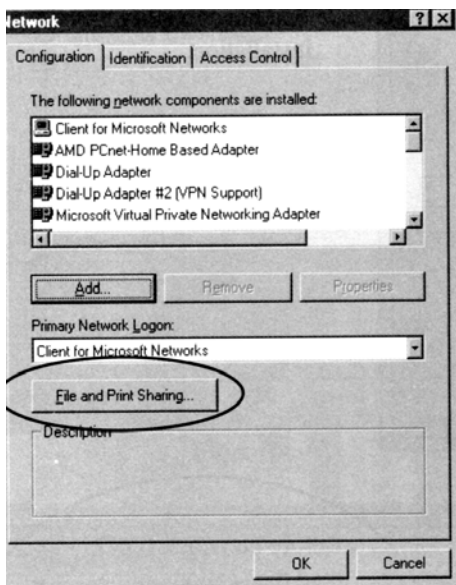 Network
Configuration
Identification
Access Control
The following network components are installed:
Client for Microsoft Networks
AMD PCnet-Home Based Adapter
Dial-Up Adapter
Dial-Up Adapter #2 (VPN Support)
Microsoft Virtual Private Networking Adapter
Add...
Remove
Properties
Primary Network Logon:
Client for Microsoft Networks
File and Print Sharing...
Description
OK
Cancel